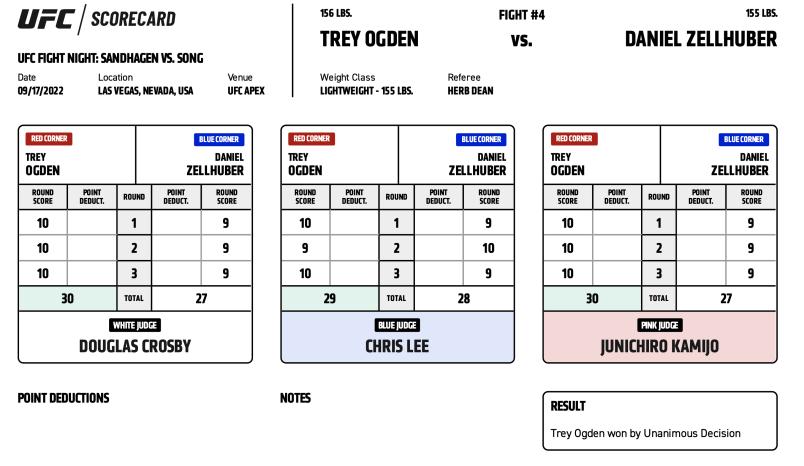 UFC / SCORECARD
UFC FIGHT NIGHT: SANDHAGEN VS. SONG
Date Location Venue
09/17/2022 LAS VEGAS, NEVADA, USA UFC APEX
156 LBS. FIGHT #4 155 LBS.
TREY OGDEN VS. DANIEL ZELLHUBER
Weight Class Referee
LIGHTWEIGHT - 155 LBS. HERB DEAN
RED CORNER BLUE CORNER
TREY DANIEL
OGDEN ZELLHUBER
ROUND POINT ROUND POINT ROUND
SCORE DEDUCT. DEDUCT. SCORE
10 1 9
10 2 9
10 3 9
30 TOTAL 27
WHITE JUDGE
DOUGLAS CROSBY
RED CORNER BLUE CORNER
TREY DANIEL
OGDEN ZELLHUBER
ROUND POINT ROUND POINT ROUND
SCORE DEDUCT. DEDUCT. SCORE
10 1 9
9 2 10
10 3 9
29 TOTAL 28
BLUE JUDGE
CHRIS LEE
RED CORNER BLUE CORNER
TREY DANIEL
OGDEN ZELLHUBER
ROUND POINT ROUND POINT ROUND
SCORE DEDUCT. DEDUCT. SCORE
10 1 9
10 2 9
10 3 9
30 TOTAL 27
PINK JUDGE
JUNICHIRO KAMIJO
POINT DEDUCTIONS
NOTES
RESULT
Trey Ogden won by Unanimous Decision